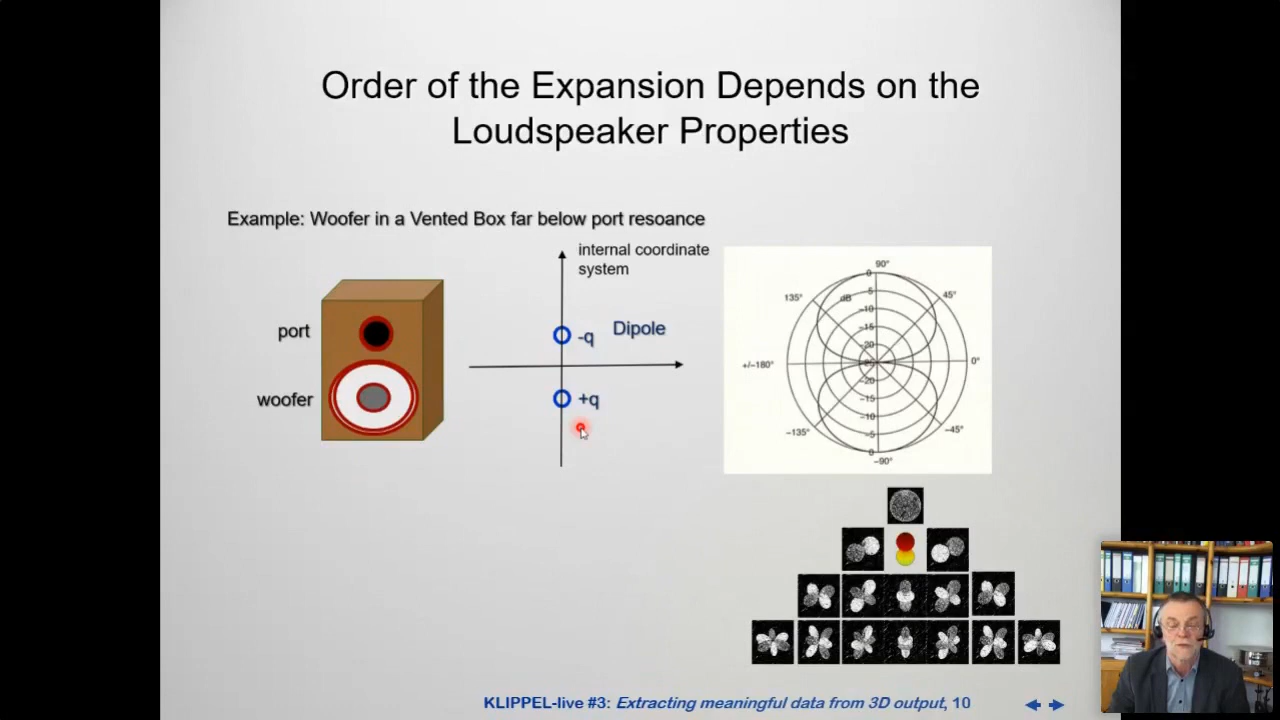 Order of the Expansion Depends on the
Loudspeaker Properties
Example: Woofer in a Vented Box far below port resoance
internal coordinate
system
port
woofer
-q
Dipole
+q
90°
135°
45°
dB
0
-5
-10
-15
-20
+/-180°
0°
-20
-15
-10
-5
0
-135°
-45°
-90°
KLIPPEL-live #3: Extracting meaningful data from 3D output, 10